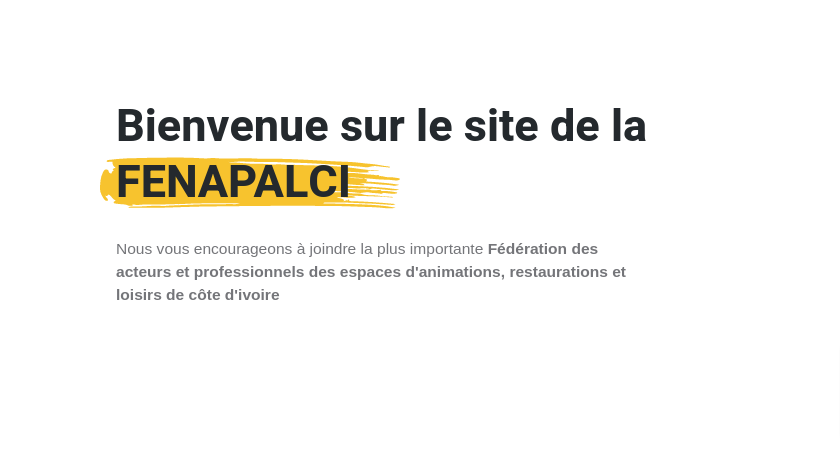 Bienvenue sur le site de la
FENAPALCI
Nous vous encourageons à joindre la plus importante Fédération des
acteurs et professionnels des espaces d'animations, restaurations et
loisirs de côte d'ivoire